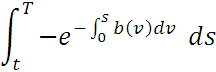 ∫_t^T -e^{-∫_0^s b(v)dv} ds